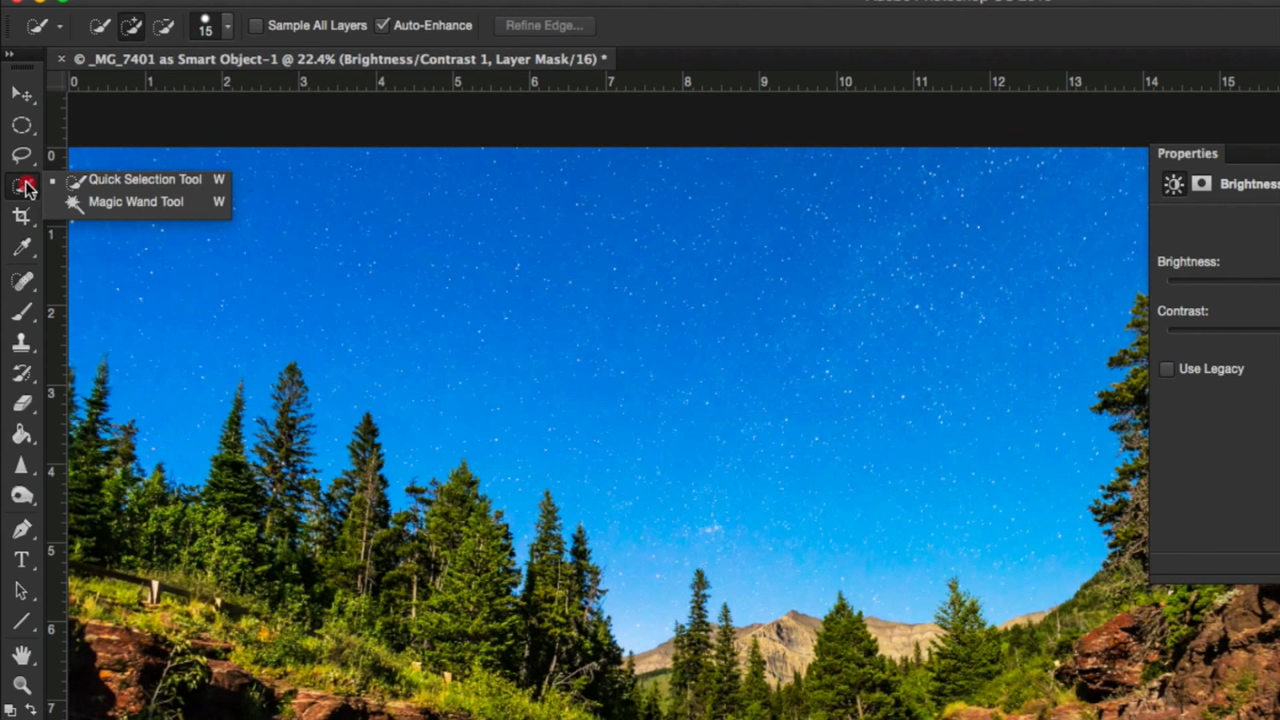 15 Sample All Layers Auto-Enhance Refine Edge...
× © _MG_7401 as Smart Object-1 @ 22.4% (Brightness/Contrast 1, Layer Mask/16) *
0 1 2 3 4 5 6 7 8 9 10 11 12 13 14 15
0
1
2
3
4
5
6
7
Quick Selection Tool W
Magic Wand Tool W
T
Properties
Brightness
Brightness:
Contrast:
Use Legacy